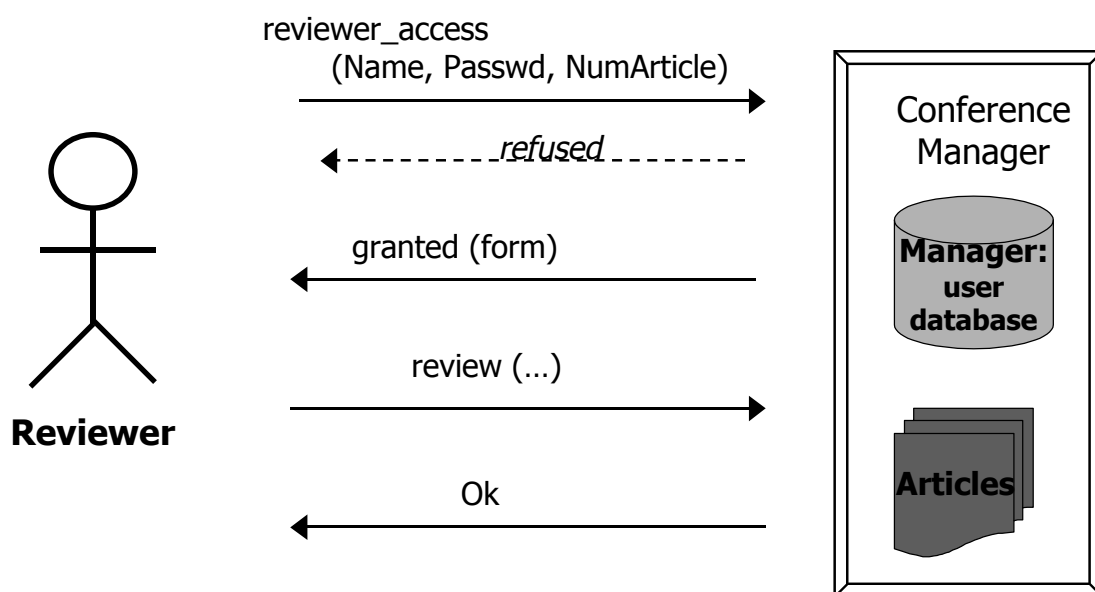 reviewer_access
(Name, Passwd, NumArticle)
refused
granted (form)
review (...)
Ok
Reviewer
Conference
Manager
Manager:
user
database
Articles